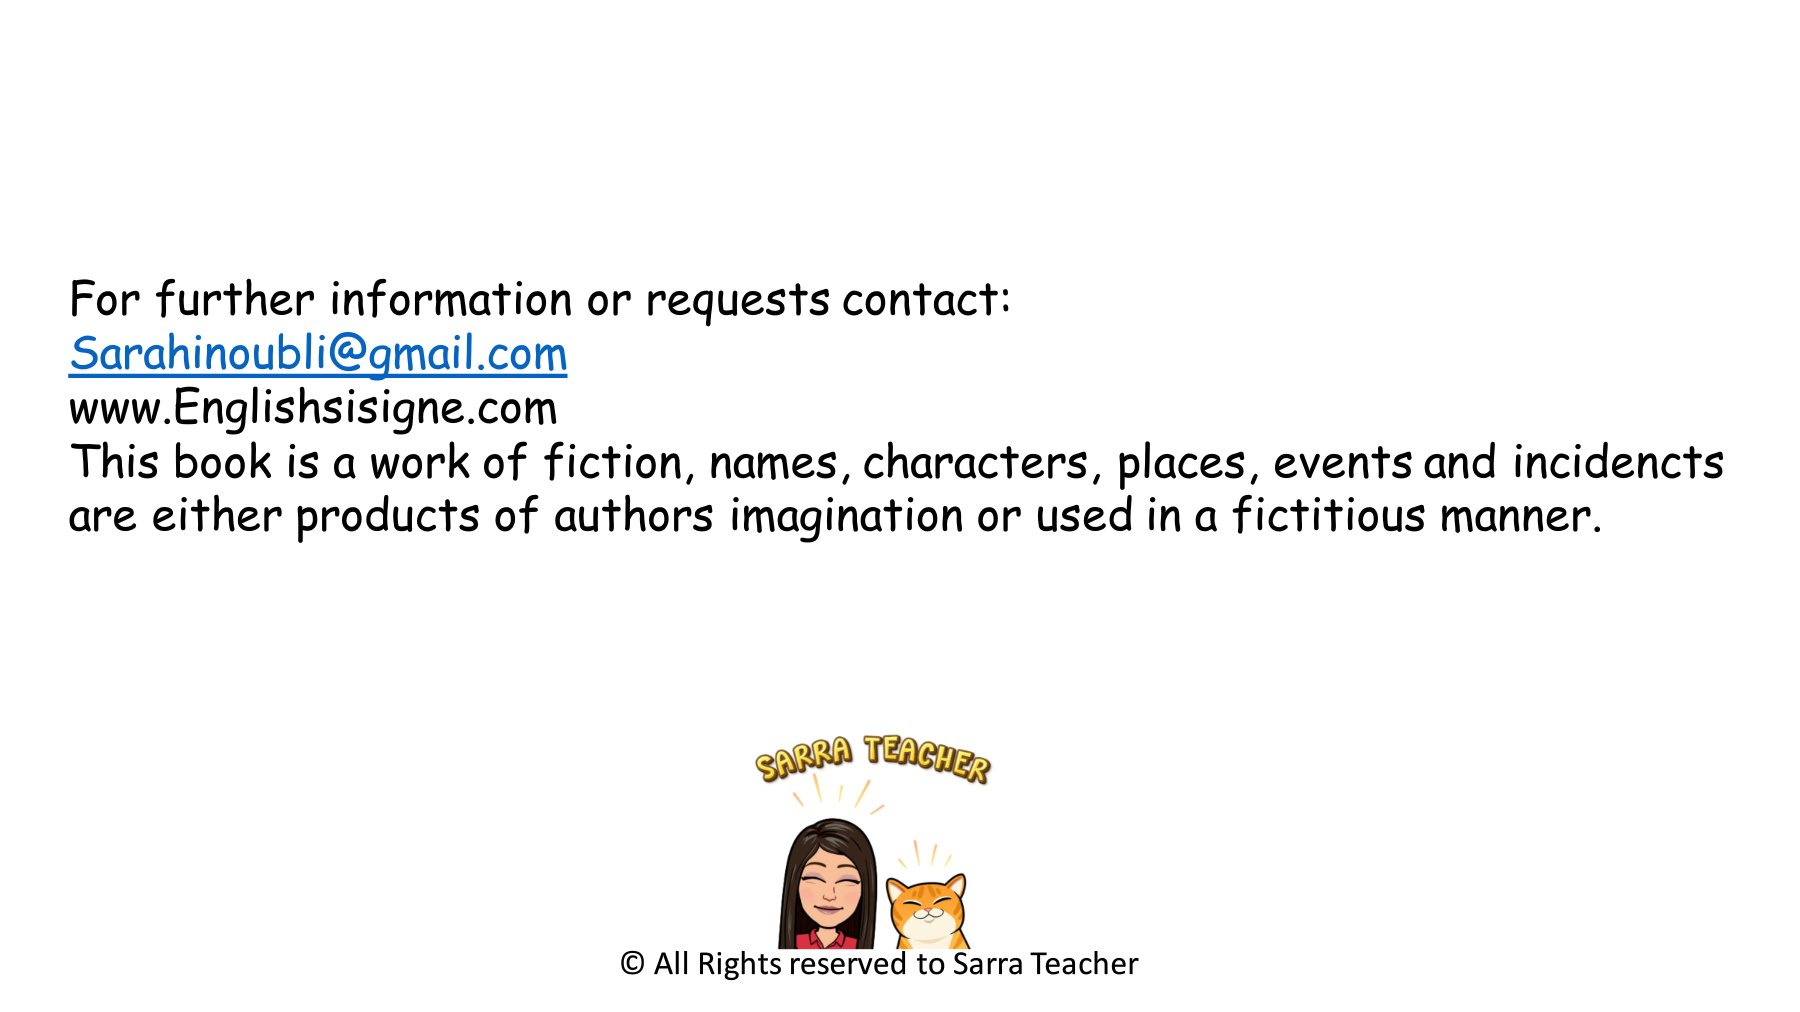 For further information or requests contact:
Sarahinoubli@gmail.com
www.Englishsisigne.com
This book is a work of fiction, names, characters, places, events and incidencts
are either products of authors imagination or used in a fictitious manner.
SARRA TEACHER
© All Rights reserved to Sarra Teacher